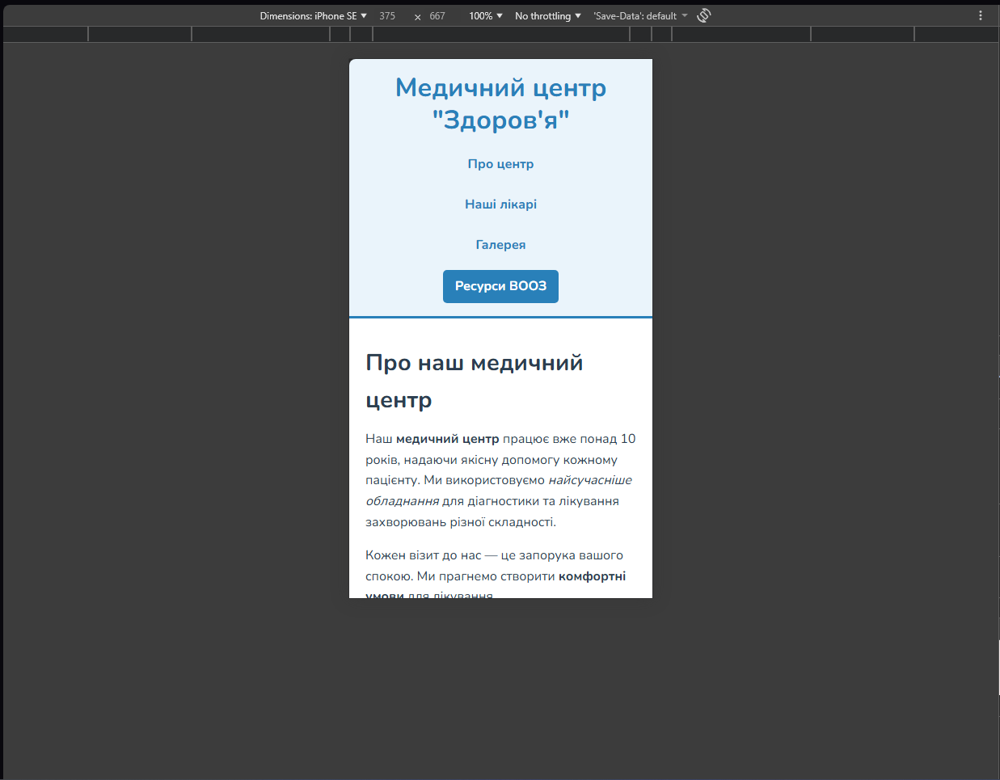 Dimensions: iPhone SE 375 × 667 100% No throttling 'Save-Data': default
Медичний центр
"Здоров'я"
Про центр
Наші лікарі
Галерея
Ресурси ВООЗ
Про наш медичний
центр
Наш медичний центр працює вже понад 10
років, надаючи якісну допомогу кожному
пацієнту. Ми використовуємо найсучасніше
обладнання для діагностики та лікування
захворювань різної складності.
Кожен візит до нас — це запорука вашого
спокою. Ми прагнемо створити комфортні
умови для лікування